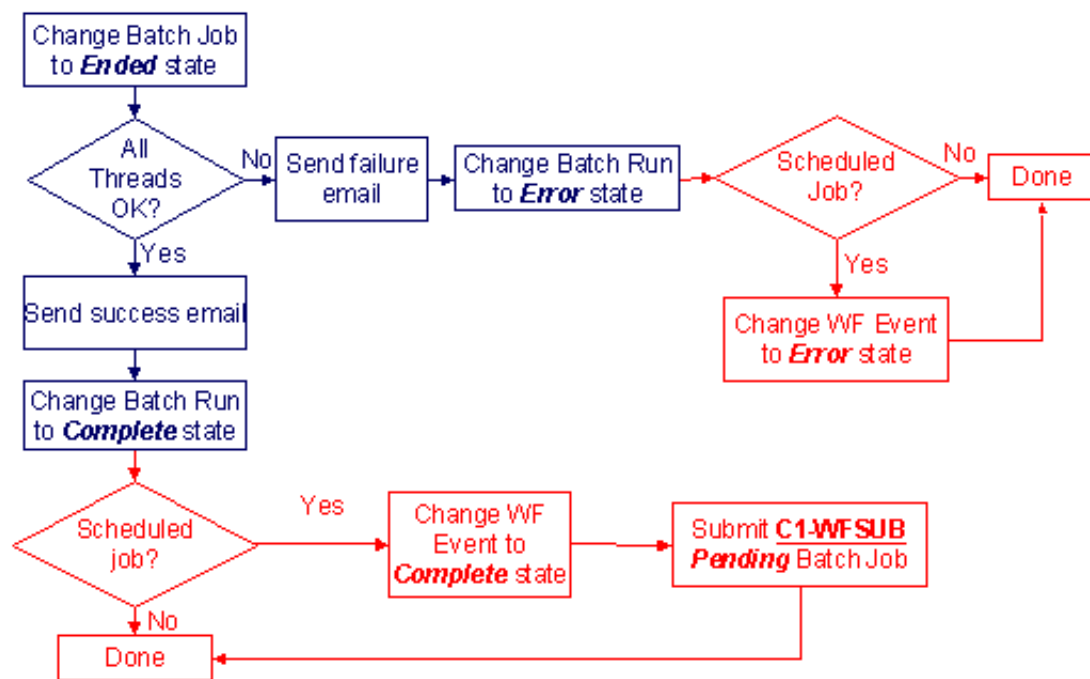 Change Batch Job
to Ended state
All
Threads
OK?
No
Send failure
email
Change Batch Run
to Error state
Scheduled
Job?
No
Done
Yes
Change WF Event
to Error state
Yes
Send success email
Change Batch Run
to Complete state
Scheduled
job?
Yes
Change WF
Event to
Complete state
Submit C1-WFSUB
Pending Batch Job
No
Done